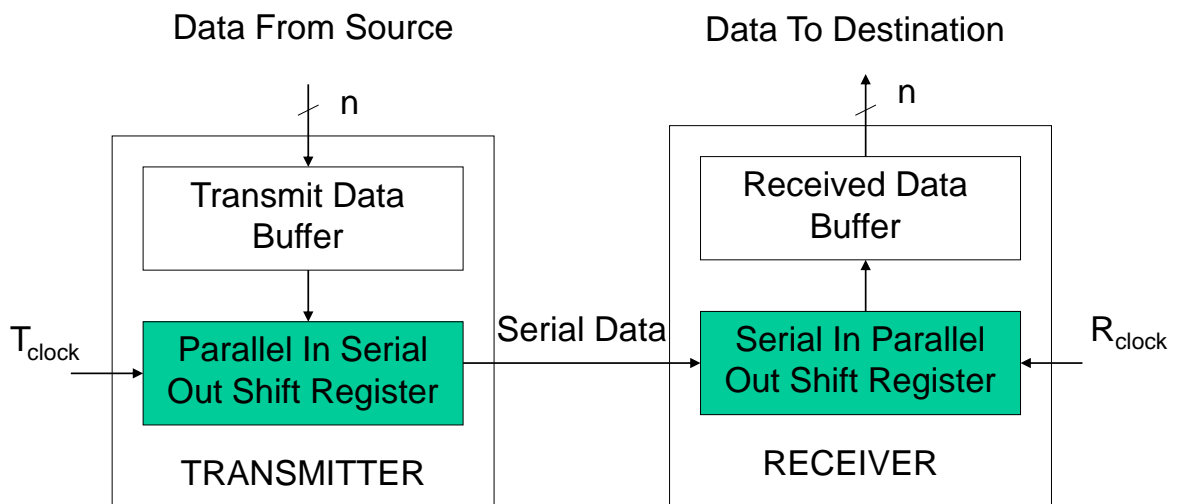 Data From Source
Data To Destination
n
n
Transmit Data
Buffer
Received Data
Buffer
Tclock
Parallel In Serial
Out Shift Register
Serial Data
Serial In Parallel
Out Shift Register
Rclock
TRANSMITTER
RECEIVER